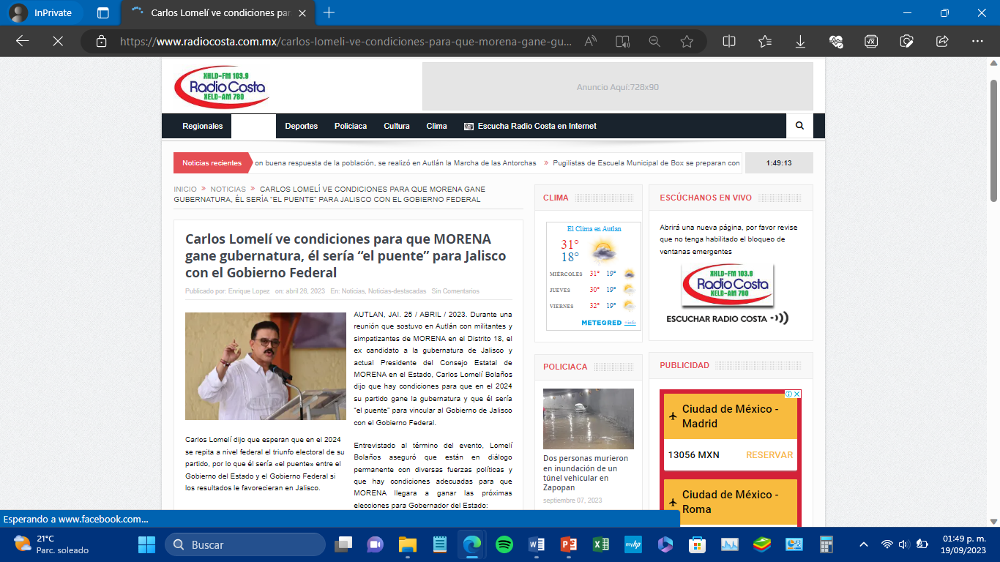 InPrivate
Carlos Lomelí ve condiciones par
https://www.radiocosta.com.mx/carlos-lomeli-ve-condiciones-para-que-morena-gane-gu...
XHLD-FM 103.9
Radio Costa
XELD-AM 780
Anuncio Aquí:728x90
Regionales
Deportes
Policiaca
Cultura
Clima
Escucha Radio Costa en Internet
Noticias recientes
on buena respuesta de la población, se realizó en Autlán la Marcha de las Antorchas
» Pugilistas de Escuela Municipal de Box se preparan con
1:49:13
INICIO » NOTICIAS » CARLOS LOMELÍ VE CONDICIONES PARA QUE MORENA GANE
GUBERNATURA, ÉL SERÍA “EL PUENTE” PARA JALISCO CON EL GOBIERNO FEDERAL
Carlos Lomelí ve condiciones para que MORENA
gane gubernatura, él sería “el puente” para Jalisco
con el Gobierno Federal
Publicado por: Enrique Lopez on: abril 26, 2023 En: Noticias, Noticias-destacadas Sin Comentarios
Carlos Lomelí dijo que esperan que en el 2024
se repita a nivel federal el triunfo electoral de su
partido, por lo que él sería «el puente» entre el
Gobierno del Estado y el Gobierno Federal si
los resultados le favorecieran en Jalisco.
AUTLAN, JAl. 25 / ABRIL / 2023. Durante una
reunión que sostuvo en Autlán con militantes y
simpatizantes de MORENA en el Distrito 18, el
ex candidato a la gubernatura de Jalisco y
actual Presidente del Consejo Estatal de
MORENA en el Estado, Carlos Lomelí Bolaños
dijo que hay condiciones para que en el 2024
su partido gane la gubernatura y que él sería
“el puente” para vincular al Gobierno de Jalisco
con el Gobierno Federal.
Entrevistado al término del evento, Lomelí
Bolaños aseguró que están en diálogo
permanente con diversas fuerzas políticas y
que hay condiciones adecuadas para que
MORENA llegara a ganar las próximas
elecciones para Gobernador del Estado:
CLIMA
El Clima en Autlan
31°
18°
MIÉRCOLES 31° 19°
JUEVES 30° 19°
VIERNES 32° 19°
METEORED +info
POLICIACA
Dos personas murieron
en inundación de un
túnel vehicular en
Zapopan
septiembre 07, 2023
ESCÚCHANOS EN VIVO
Abrirá una nueva página, por favor revise
que no tenga habilitado el bloqueo de
ventanas emergentes
XHLD-FM 103.9
Radio Costa
XELD-AM 780
ESCUCHAR RADIO COSTA
PUBLICIDAD
Ciudad de México -
Madrid
13056 MXN RESERVAR
Ciudad de México -
Roma
Esperando a www.facebook.com...
21°C
Parc. soleado
Buscar
01:49 p. m.
19/09/2023